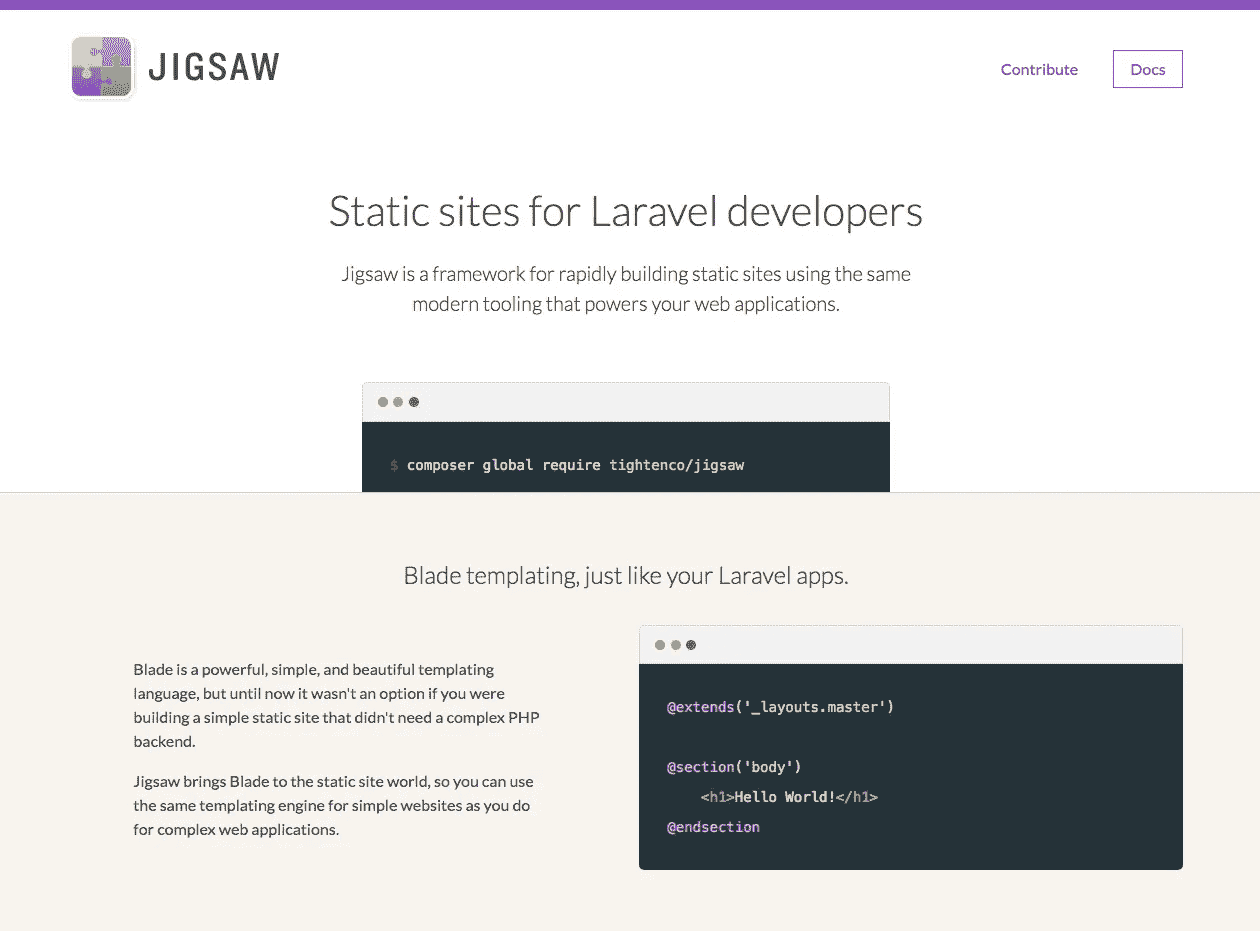 JIGSAW
Contribute
Docs
Static sites for Laravel developers
Jigsaw is a framework for rapidly building static sites using the same
modern tooling that powers your web applications.
$ composer global require tightenco/jigsaw
Blade templating, just like your Laravel apps.
Blade is a powerful, simple, and beautiful templating
language, but until now it wasn't an option if you were
building a simple static site that didn't need a complex PHP
backend.
Jigsaw brings Blade to the static site world, so you can use
the same templating engine for simple websites as you do
for complex web applications.
@extends('_layouts.master')
@section('body')
    <h1>Hello World!</h1>
@endsection